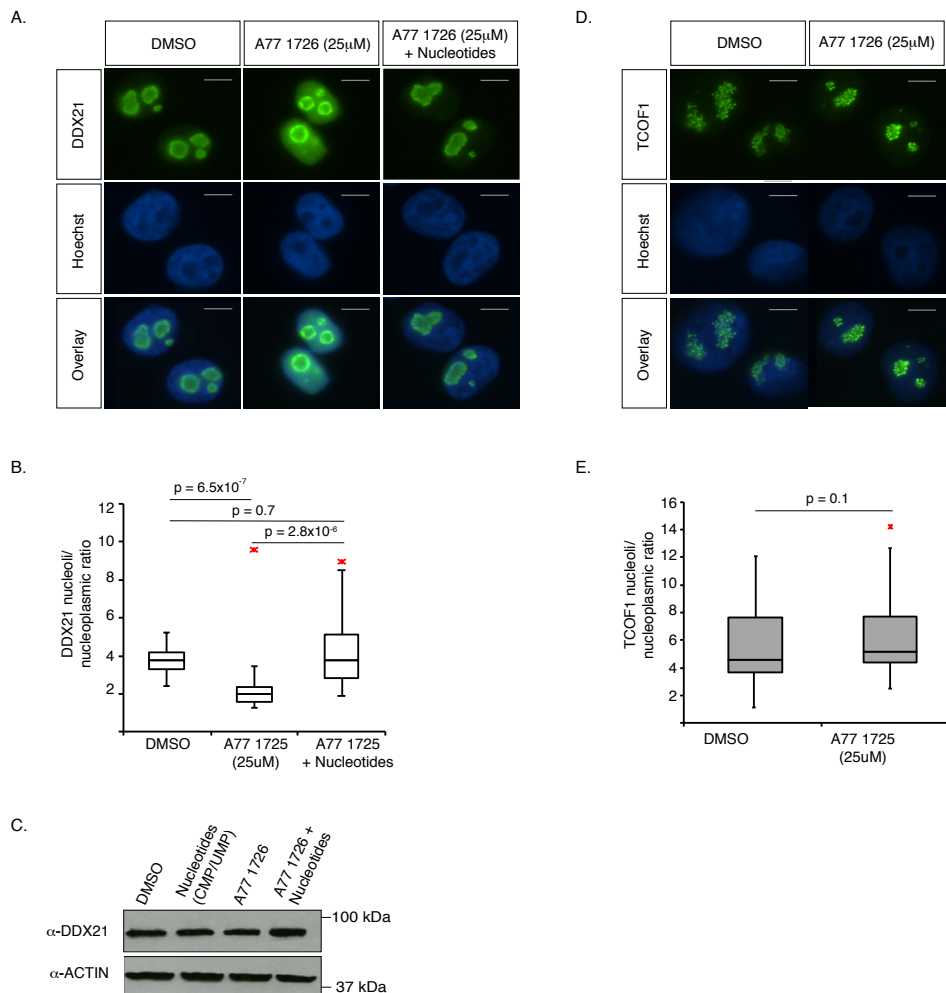 A.
DMSO
A77 1726 (25μM)
A77 1726 (25μM)
+ Nucleotides
DDX21
Hoechst
Overlay
B.
p = 6.5x10-7
p = 0.7
p = 2.8x10-6
DDX21 nucleoli/
nucleoplasmic ratio
12
10
8
6
4
2
DMSO
A77 1725
(25uM)
A77 1725
+ Nucleotides
C.
DMSO
Nucleotides
(CMP/UMP)
A77 1726
A77 1726 +
Nucleotides
α-DDX21
100 kDa
α-ACTIN
37 kDa
D.
DMSO
A77 1726 (25μM)
TCOF1
Hoechst
Overlay
E.
p = 0.1
TCOF1 nucleoli/
nucleoplasmic ratio
16
14
12
10
8
6
4
2
DMSO
A77 1725
(25uM)